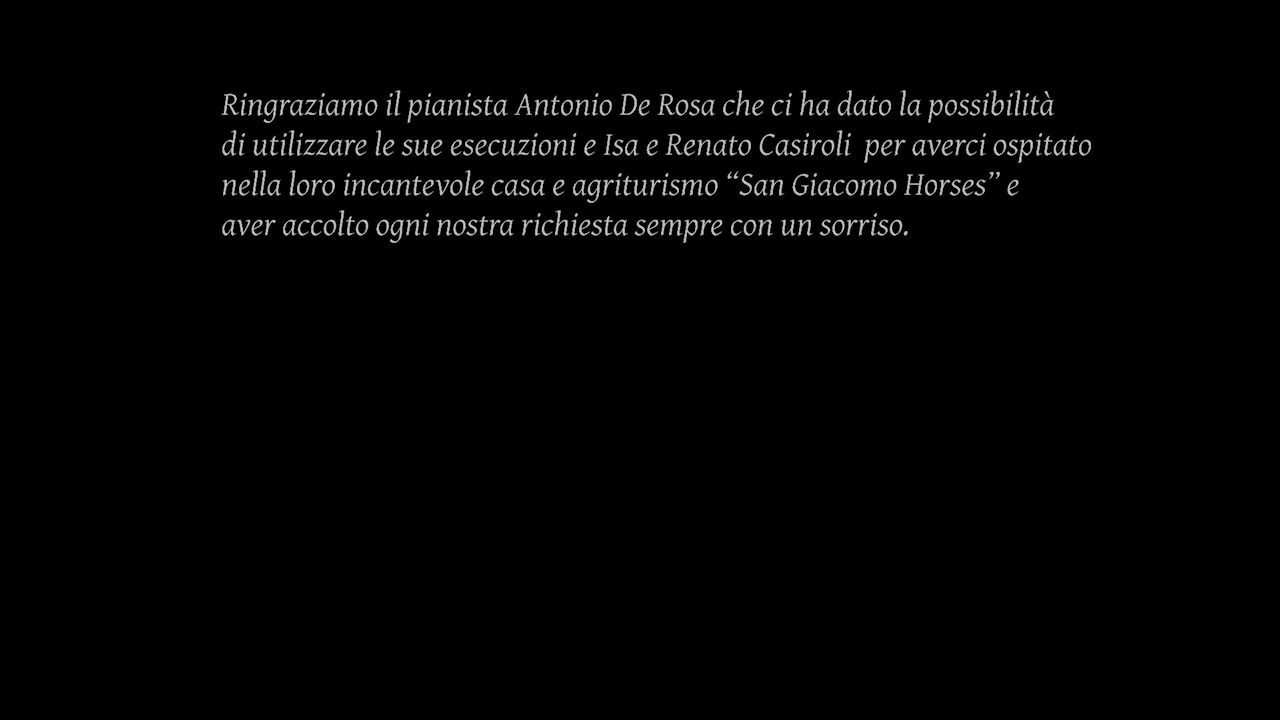 Ringraziamo il pianista Antonio De Rosa che ci ha dato la possibilità
di utilizzare le sue esecuzioni e Isa e Renato Casiroli  per averci ospitato
nella loro incantevole casa e agriturismo “San Giacomo Horses” e
aver accolto ogni nostra richiesta sempre con un sorriso.